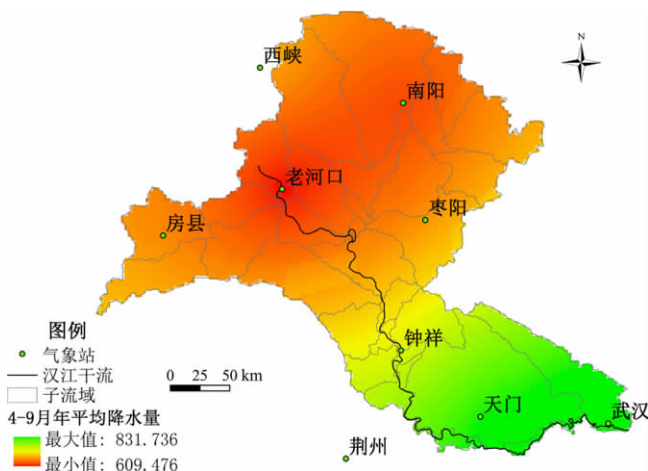 N
西峡
南阳
老河口
枣阳
房县
钟祥
天门
武汉
荆州
图例
气象站
汉江干流
子流域
0 25 50 km
4-9月年平均降水量
最大值: 831.736
最小值: 609.476